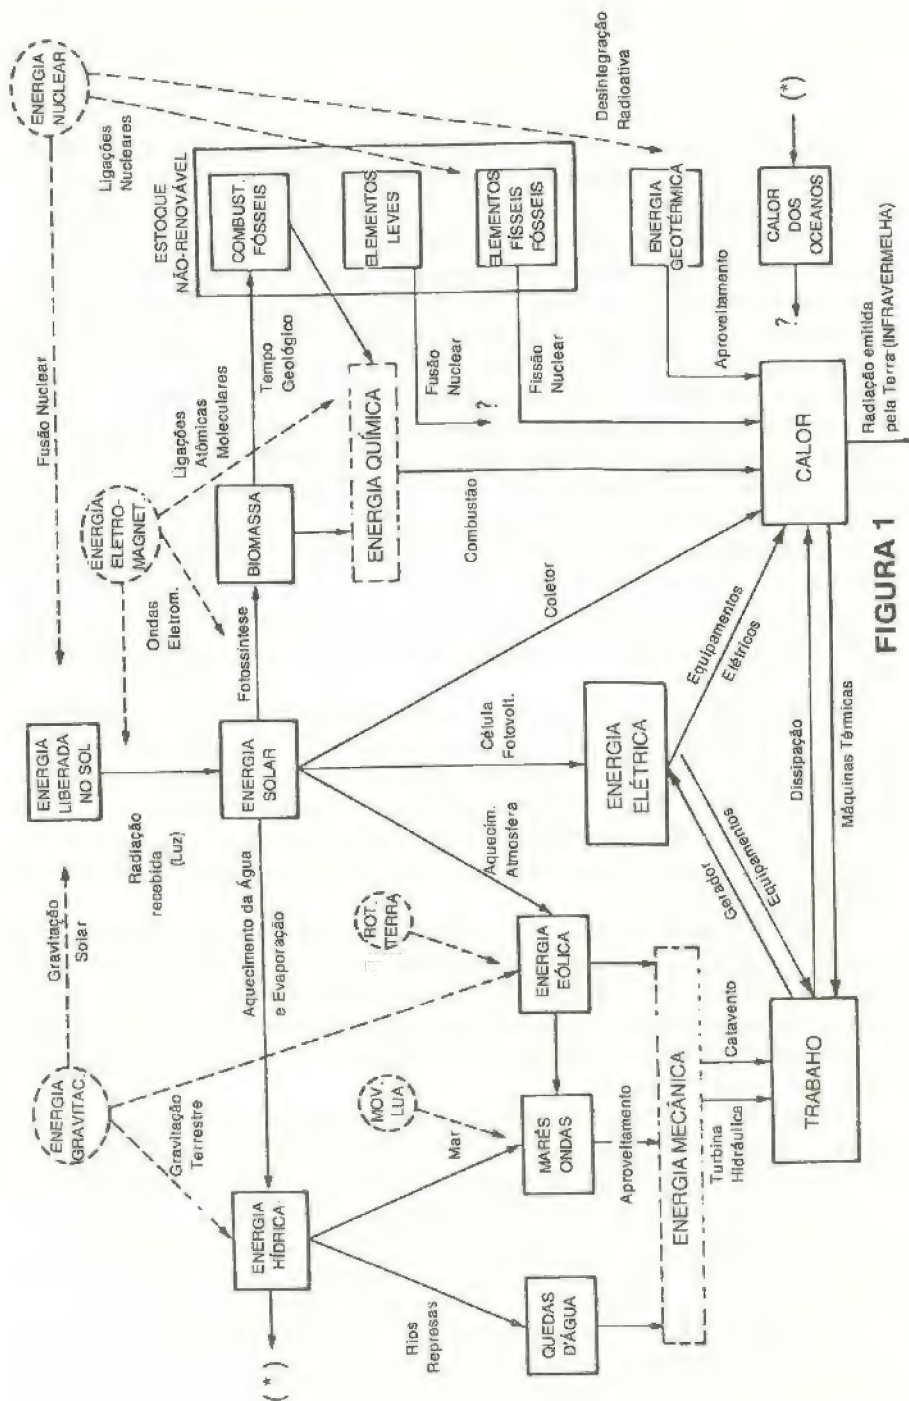 ENERGIA
GRAVITAC.
Gravitação
Solar
ENERGIA
LIBERADA
NO SOL
Fusão Nuclear
ENERGIA
NUCLEAR
ENERGIA
ELETRO-
MAGNET.
Ligações
Nucleares
Gravitação
Terrestre
Radiação
recebida
(Luz)
Ondas
Eletrom.
Ligações
Atômicas
Moleculares
ESTOQUE
NÃO-RENOVÁVEL
(*)
ENERGIA
HÍDRICA
Aquecimento da Água
e Evaporação
ENERGIA
SOLAR
Fotossíntese
BIOMASSA
Tempo
Geológico
COMBUST.
FÓSSEIS
Rios
Represas
Mar
MOV.
LUA
ROT.
TERRA
Aquecim.
Atmosfera
Célula
Fotovolt.
Coletor
ENERGIA QUÍMICA
ELEMENTOS
LEVES
Fusão
Nuclear
?
Combustão
QUEDAS
D'ÁGUA
MARÉS
ONDAS
ENERGIA
EÓLICA
ELEMENTOS
FÍSSEIS
FÓSSEIS
Fissão
Nuclear
Desintegração
Radioativa
Aproveitamento
ENERGIA
ELÉTRICA
ENERGIA
GEOTÉRMICA
Aproveitamento
ENERGIA MECÂNICA
Turbina
Hidráulica
Catavento
Gerador
Equipamentos
Equipamentos
Elétricos
TRABAHO
Dissipação
Máquinas Térmicas
CALOR
?
CALOR
DOS
OCEANOS
(*)
Radiação emitida
pela Terra (INFRAVERMELHA)
FIGURA 1